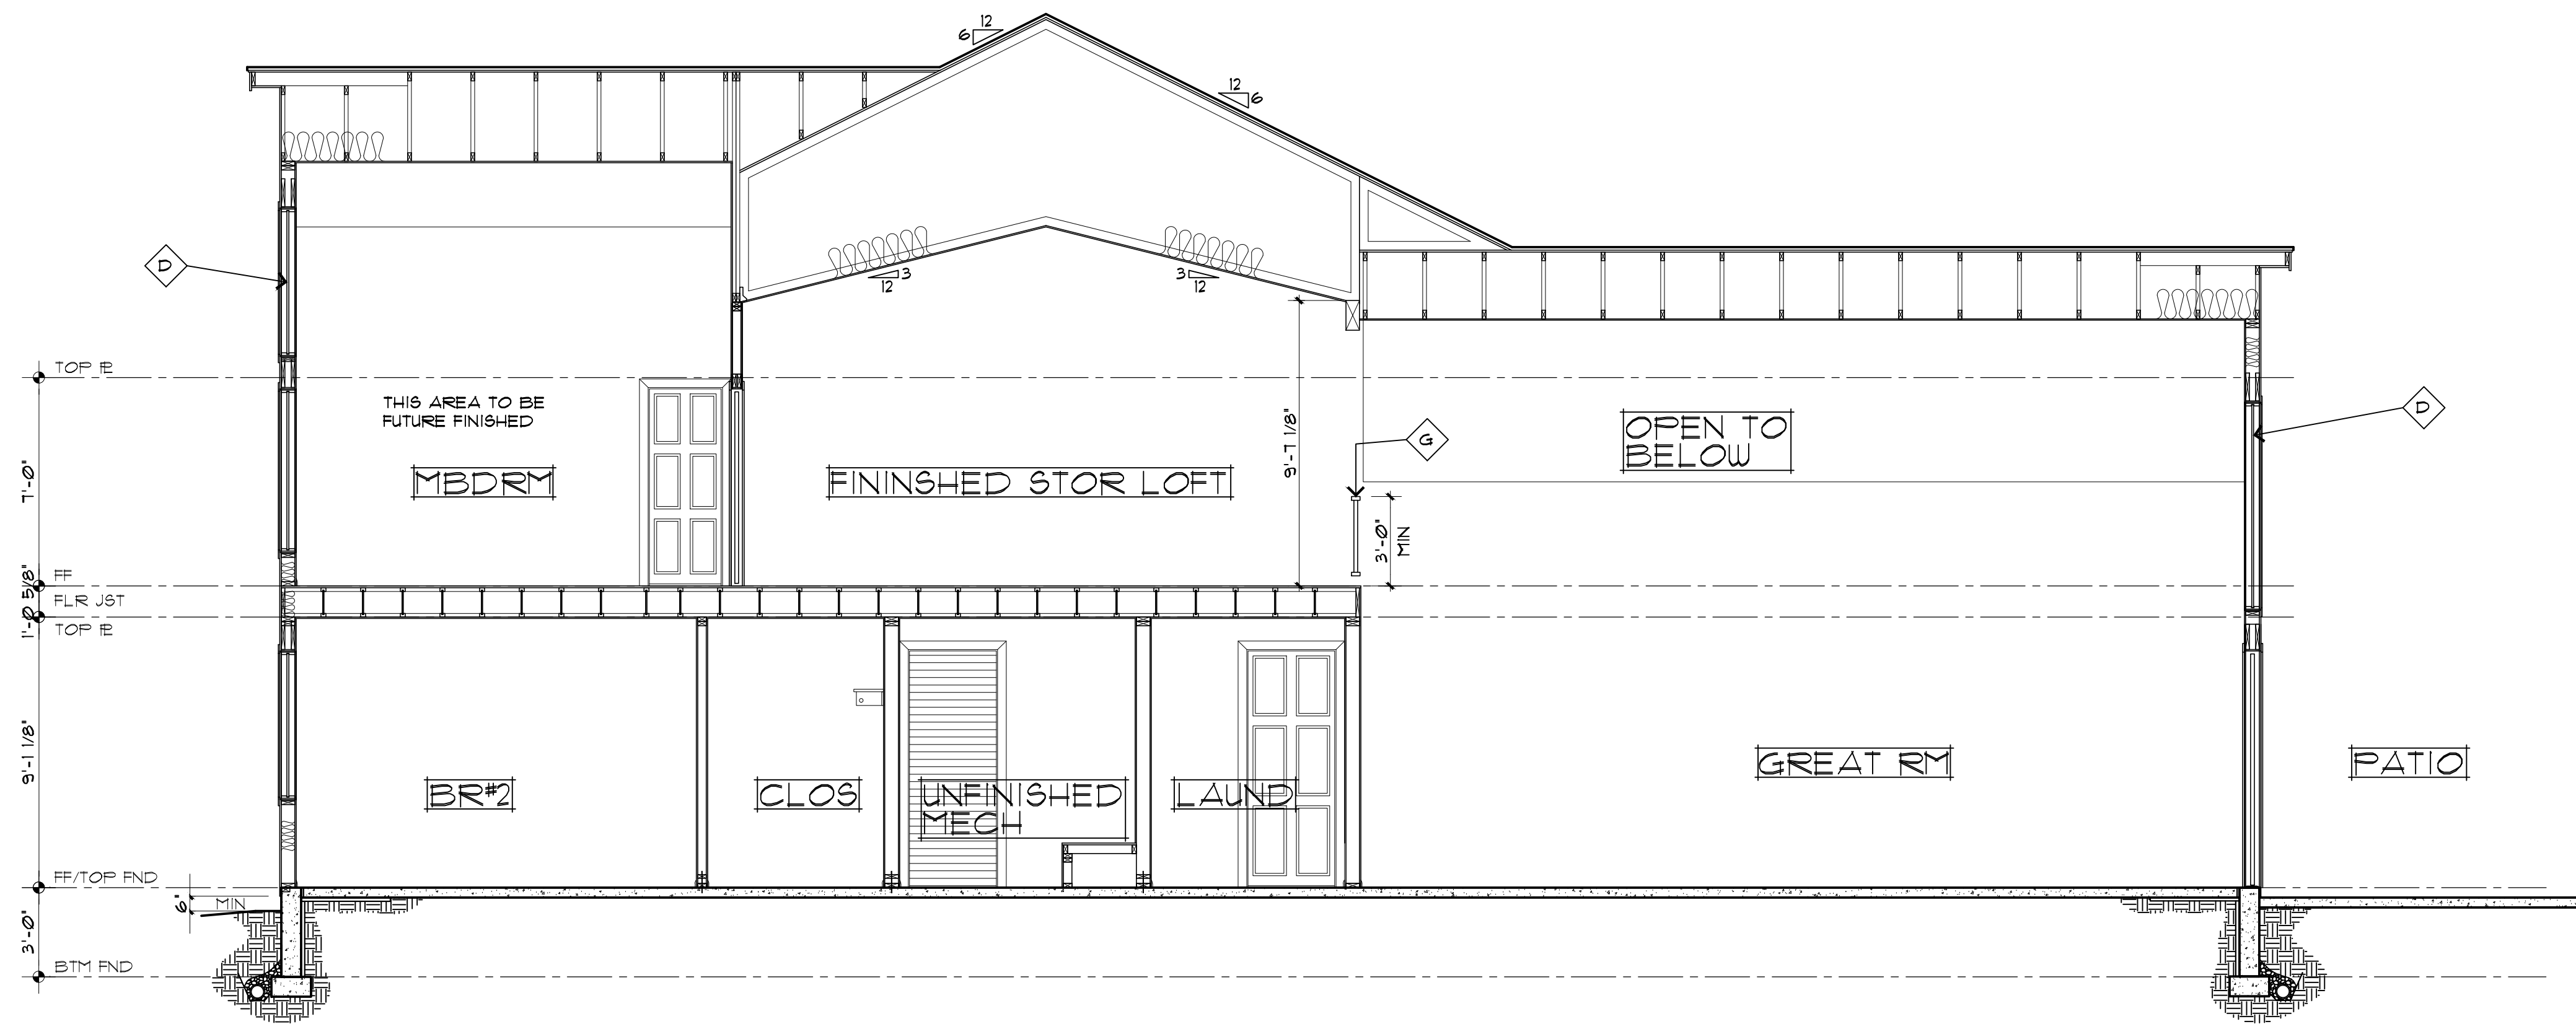 12
6
12
6
3
12
3
12
D
TOP PL
THIS AREA TO BE
FUTURE FINISHED
MBDRM
FININSHED STOR LOFT
9'-7 1/8"
G
OPEN TO
BELOW
D
7'-0"
3'-0"
MIN
FF
1'-0 5/8"
FLR JST
TOP PL
9'-1 1/8"
BR#2
CLOS
UNFINISHED
MECH
LAUND
GREAT RM
PATIO
FF/TOP FND
6"
MIN
3'-0"
BTM FND